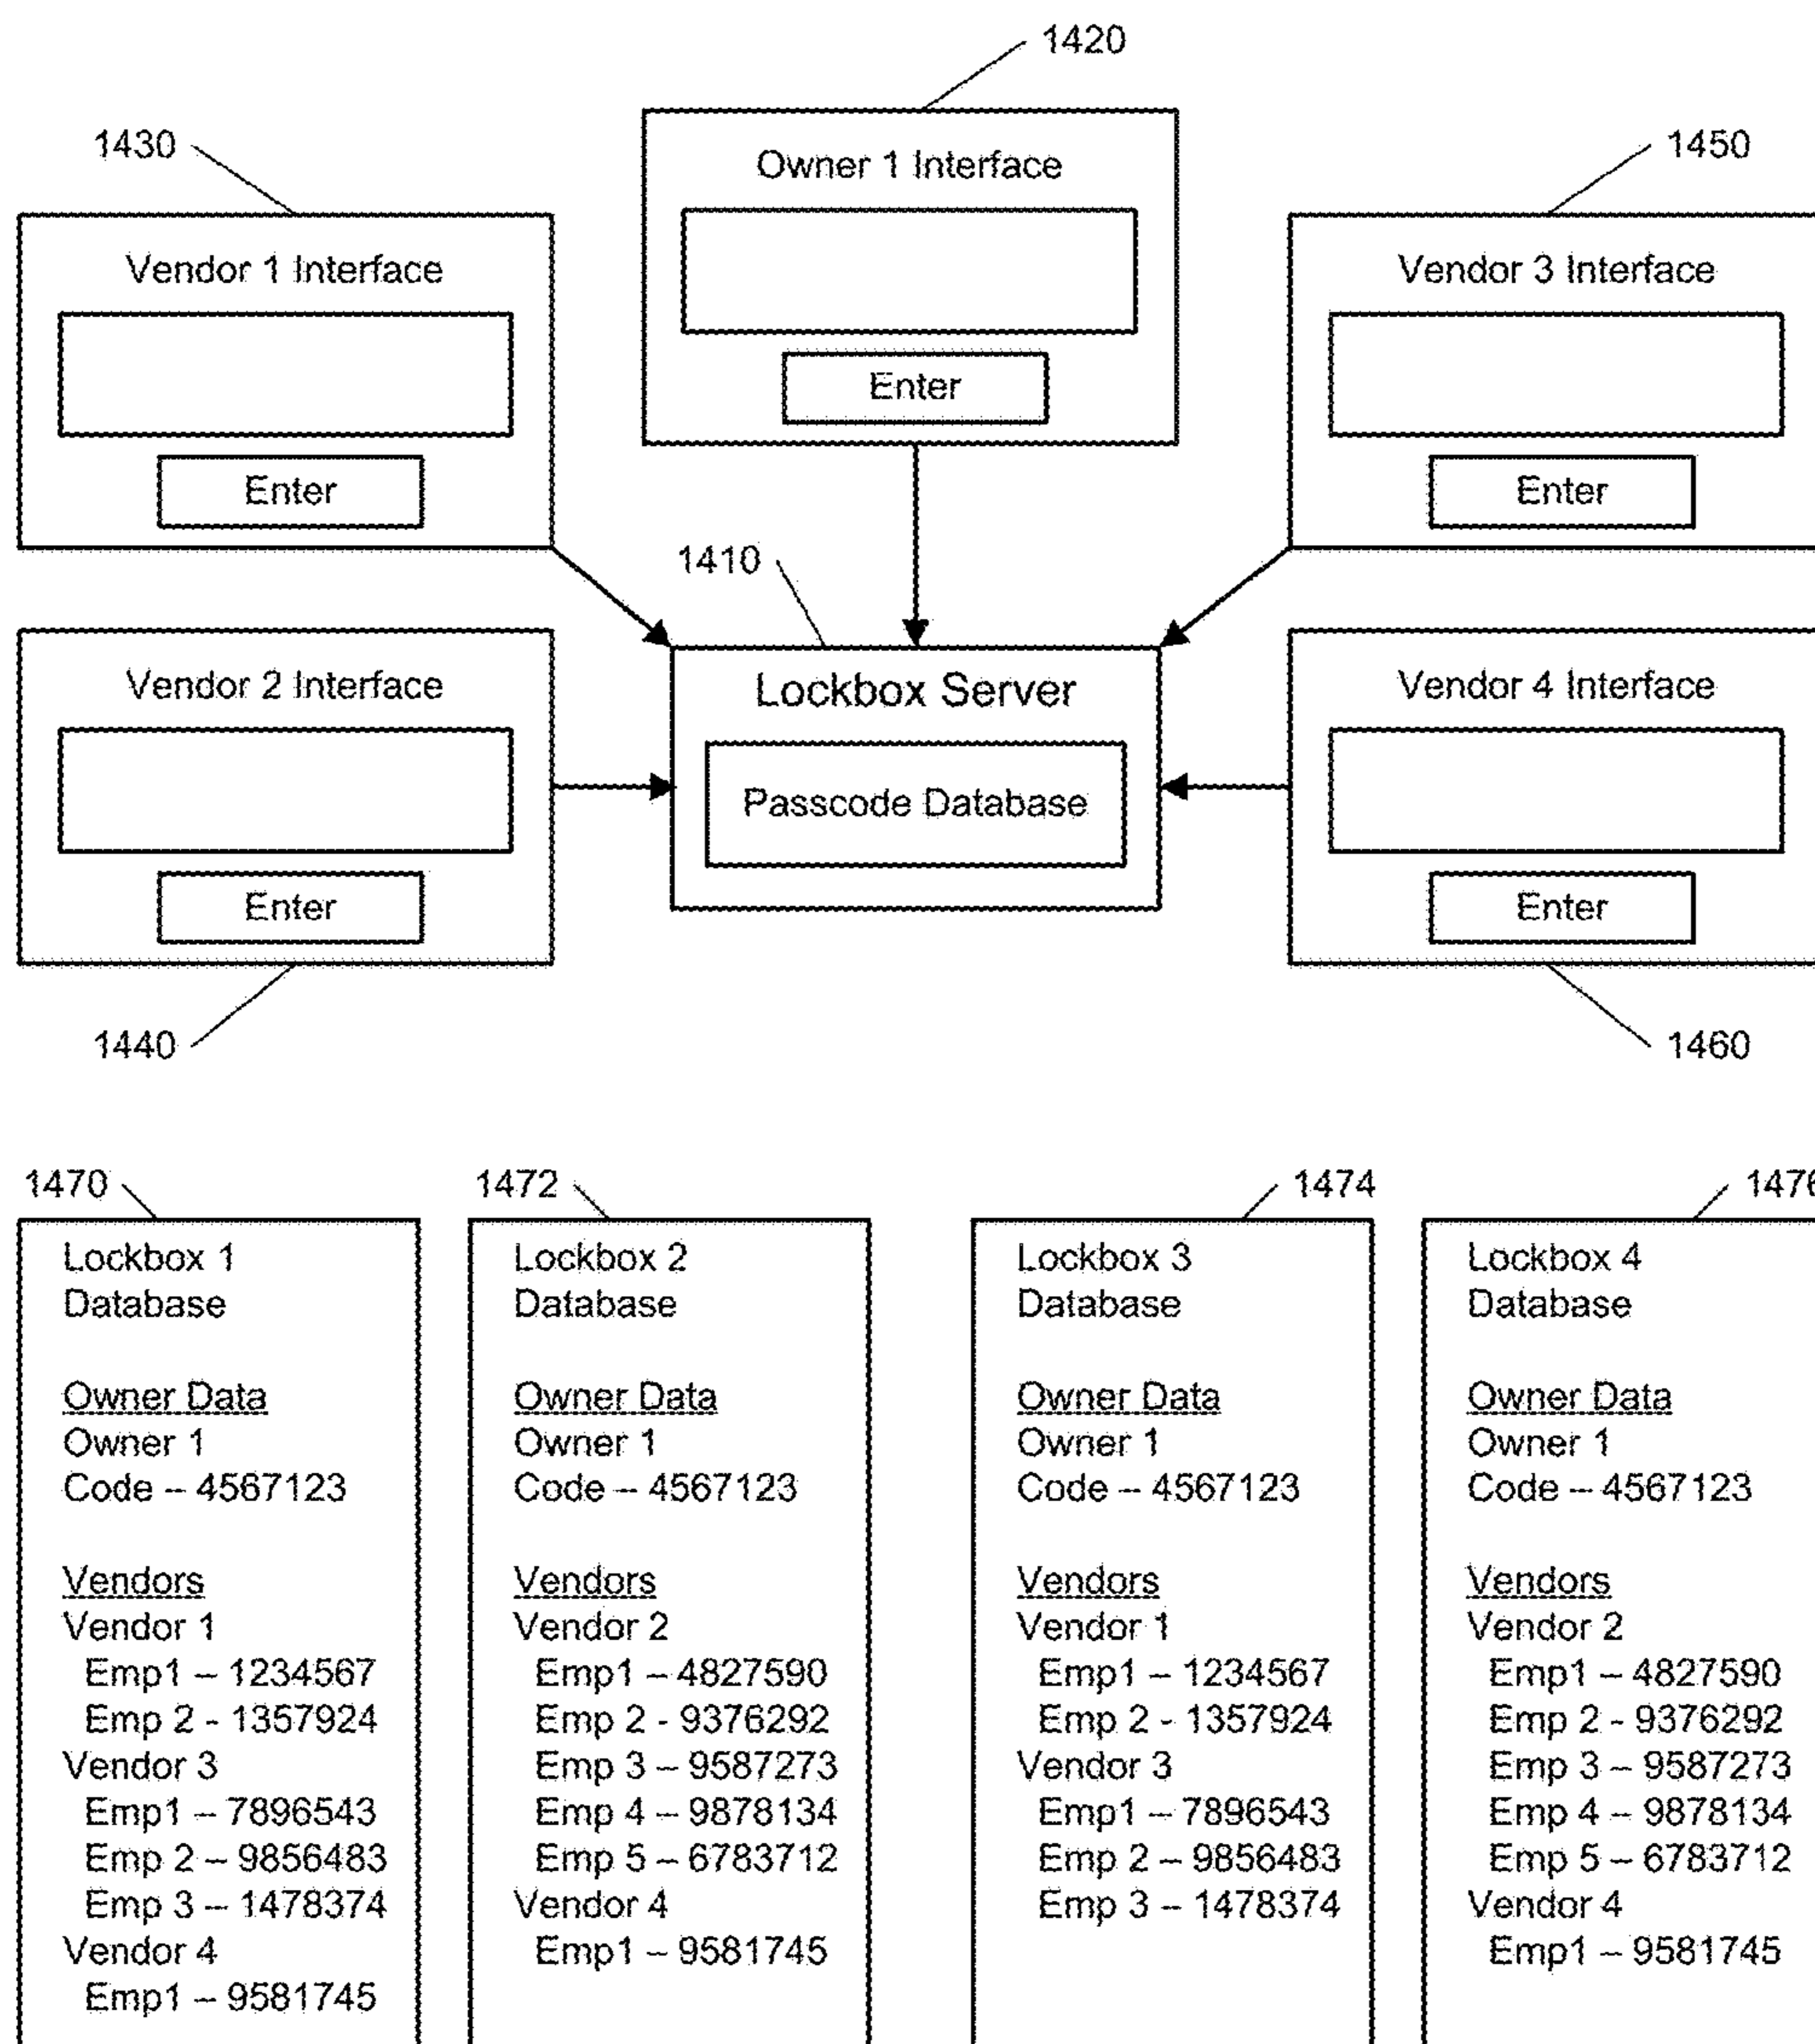 1420
1430
1450
Owner 1 Interface
Vendor 1 Interface
Vendor 3 Interface
Enter
Enter
Enter
1410
Lockbox Server
Vendor 2 Interface
Vendor 4 Interface
Passcode Database
Enter
Enter
1440
1460
1470
1472
1474
1476
Lockbox 1
Database
Owner Data
Owner 1
Code – 4567123
Vendors
Vendor 1
Emp1 – 1234567
Emp 2 - 1357924
Vendor 3
Emp1 – 7896543
Emp 2 – 9856483
Emp 3 – 1478374
Vendor 4
Emp1 – 9581745
Lockbox 2
Database
Owner Data
Owner 1
Code – 4567123
Vendors
Vendor 2
Emp1 – 4827590
Emp 2 - 9376292
Emp 3 – 9587273
Emp 4 – 9878134
Emp 5 – 6783712
Vendor 4
Emp1 – 9581745
Lockbox 3
Database
Owner Data
Owner 1
Code – 4567123
Vendors
Vendor 1
Emp1 – 1234567
Emp 2 - 1357924
Vendor 3
Emp1 – 7896543
Emp 2 – 9856483
Emp 3 – 1478374
Lockbox 4
Database
Owner Data
Owner 1
Code – 4567123
Vendors
Vendor 2
Emp1 – 4827590
Emp 2 - 9376292
Emp 3 – 9587273
Emp 4 – 9878134
Emp 5 – 6783712
Vendor 4
Emp1 – 9581745